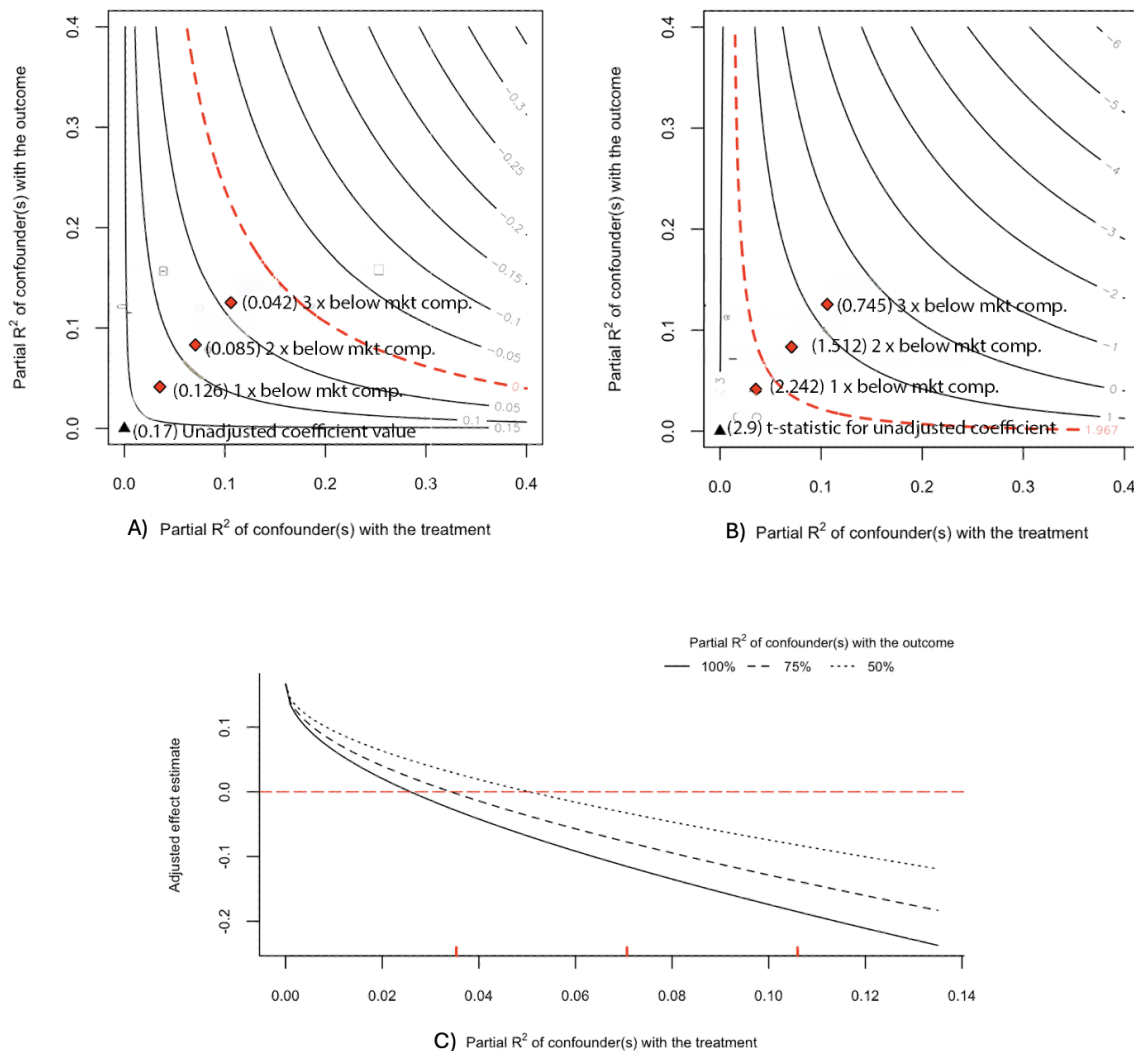 Partial R² of confounder(s) with the outcome
0.4
0.3
0.2
0.1
0.0
−0.3
−0.25
−0.2
−0.15
−0.1
−0.05
0
0.05
0.1
0.15
(0.042) 3 x below mkt comp.
(0.085) 2 x below mkt comp.
(0.126) 1 x below mkt comp.
(0.17) Unadjusted coefficient value
0.0 0.1 0.2 0.3 0.4
A) Partial R² of confounder(s) with the treatment
Partial R² of confounder(s) with the outcome
0.4
0.3
0.2
0.1
0.0
−6
−5
−4
−3
−2
−1
0
1
1.967
(0.745) 3 x below mkt comp.
(1.512) 2 x below mkt comp.
(2.242) 1 x below mkt comp.
(2.9) t-statistic for unadjusted coefficient
0.0 0.1 0.2 0.3 0.4
B) Partial R² of confounder(s) with the treatment
Partial R² of confounder(s) with the outcome
100% 75% 50%
Adjusted effect estimate
0.1
0.0
-0.1
-0.2
0.00 0.02 0.04 0.06 0.08 0.10 0.12 0.14
C) Partial R² of confounder(s) with the treatment